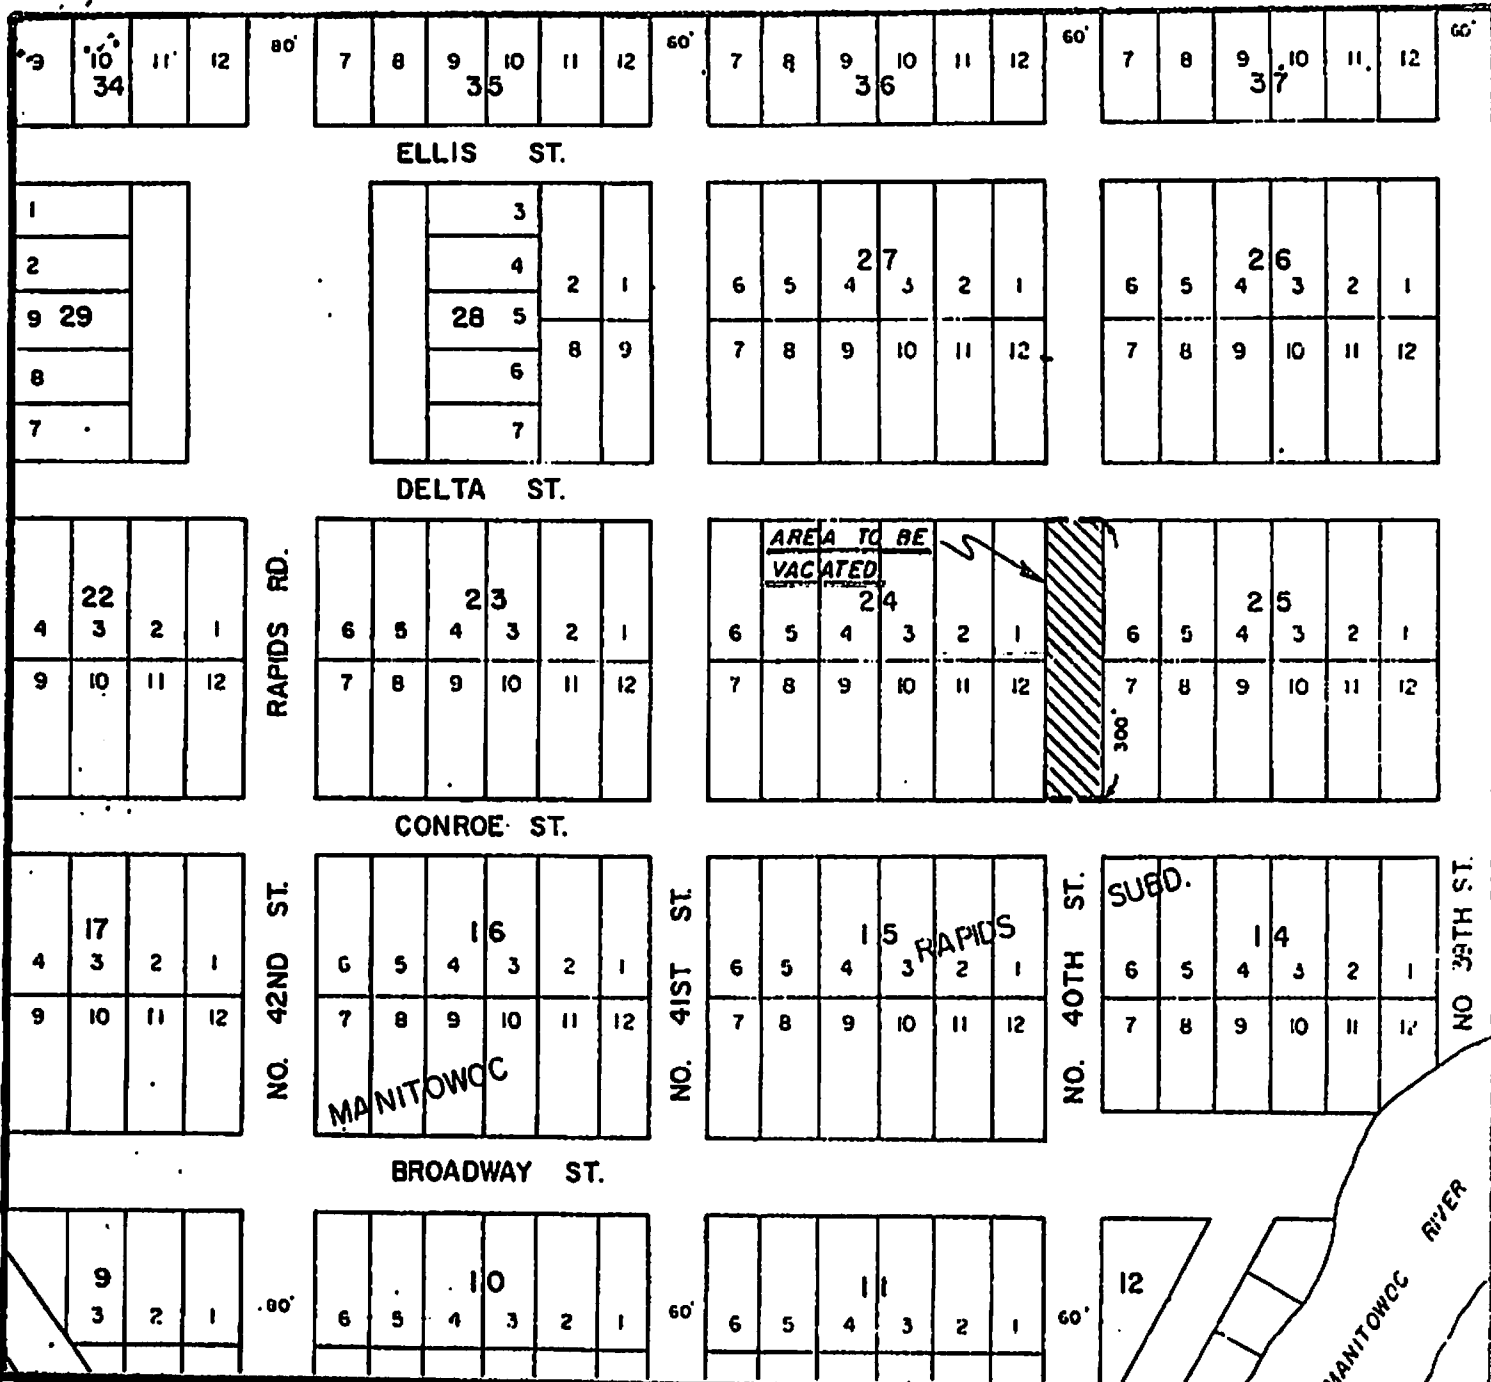 9 10 11 12 80' 7 8 9 10 11 12 60' 7 8 9 10 11 12 60' 7 8 9 10 11 12 60'
34 35 36 37
ELLIS ST.
1 3
2 4 27 26
2 1 6 5 4 3 2 1 6 5 4 3 2 1
9 29 28 5
8 9 7 8 9 10 11 12 7 8 9 10 11 12
8 6
7 7
DELTA ST.
AREA TO BE
VACATED
22 23 24 25
4 3 2 1 6 5 4 3 2 1 6 5 4 3 2 1 6 5 4 3 2 1
RAPIDS RD.
9 10 11 12 7 8 9 10 11 12 7 8 9 10 11 12 7 8 9 10 11 12
300'
CONROE ST.
SUBD.
17 16 15 14
RAPIDS
4 3 2 1 6 5 4 3 2 1 6 5 4 3 2 1 6 5 4 3 2 1
NO. 42ND ST.
NO. 41ST ST.
NO. 40TH ST.
NO 39TH ST.
9 10 11 12 7 8 9 10 11 12 7 8 9 10 11 12 7 8 9 10 11 12
MANITOWOC
BROADWAY ST.
9 10 11 12
3 2 1 80' 6 5 4 3 2 1 60' 6 5 4 3 2 1 60'
MANITOWOC RIVER